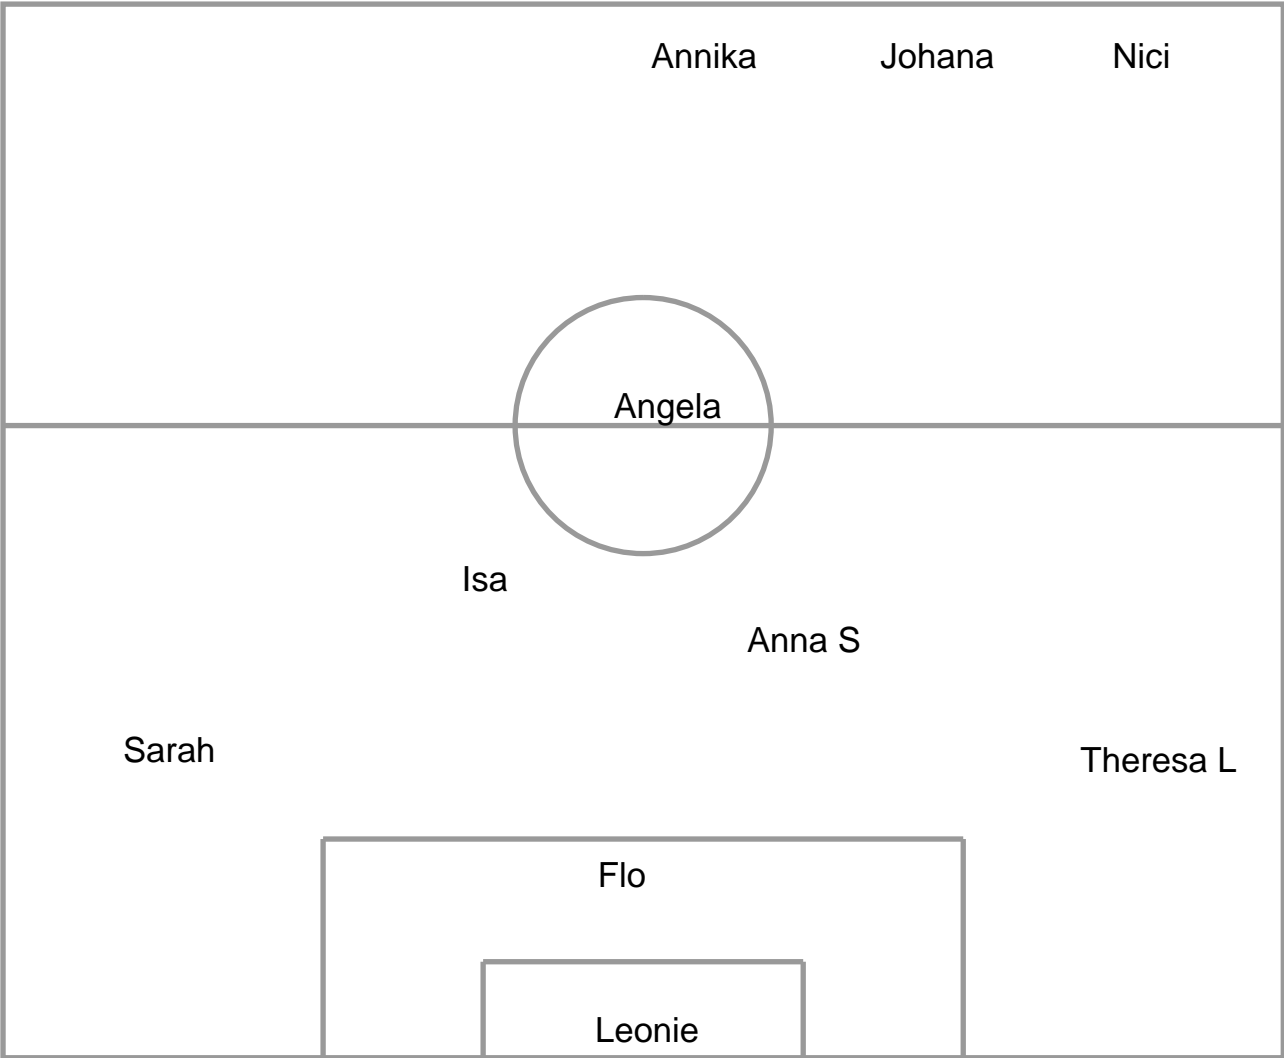 Annika Johana Nici
Angela
Isa
Anna S
Sarah
Theresa L
Flo
Leonie